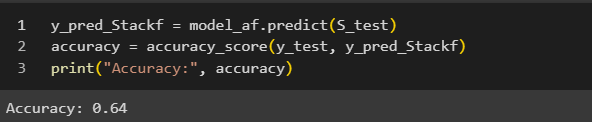 1 y_pred_Stackf = model_af.predict(S_test)
2 accuracy = accuracy_score(y_test, y_pred_Stackf)
3 print("Accuracy:", accuracy)
Accuracy: 0.64